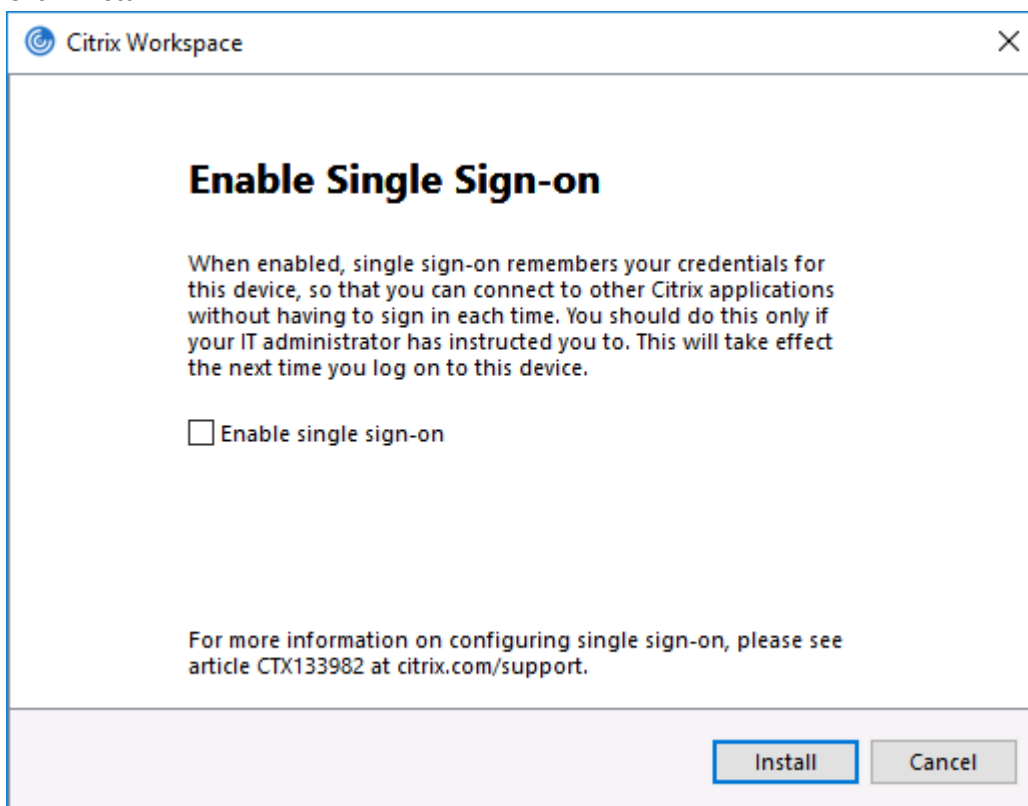 Citrix Workspace
Enable Single Sign-on
When enabled, single sign-on remembers your credentials for
this device, so that you can connect to other Citrix applications
without having to sign in each time. You should do this only if
your IT administrator has instructed you to. This will take effect
the next time you log on to this device.
Enable single sign-on
For more information on configuring single sign-on, please see
article CTX133982 at citrix.com/support.
Install
Cancel